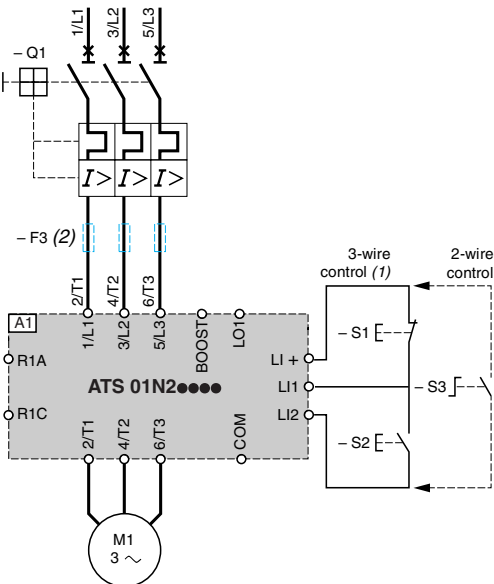 1/L1
3/L2
5/L3
– Q1
I >
I >
I >
– F3 (2)
2/T1
4/T2
6/T3
3-wire
control (1)
2-wire
control
A1
1/L1
3/L2
5/L3
BOOST
LO1
– S1
R1A
LI +
ATS 01N2●●●●
LI1
– S3
R1C
LI2
2/T1
4/T2
6/T3
COM
– S2
M1
3 ~